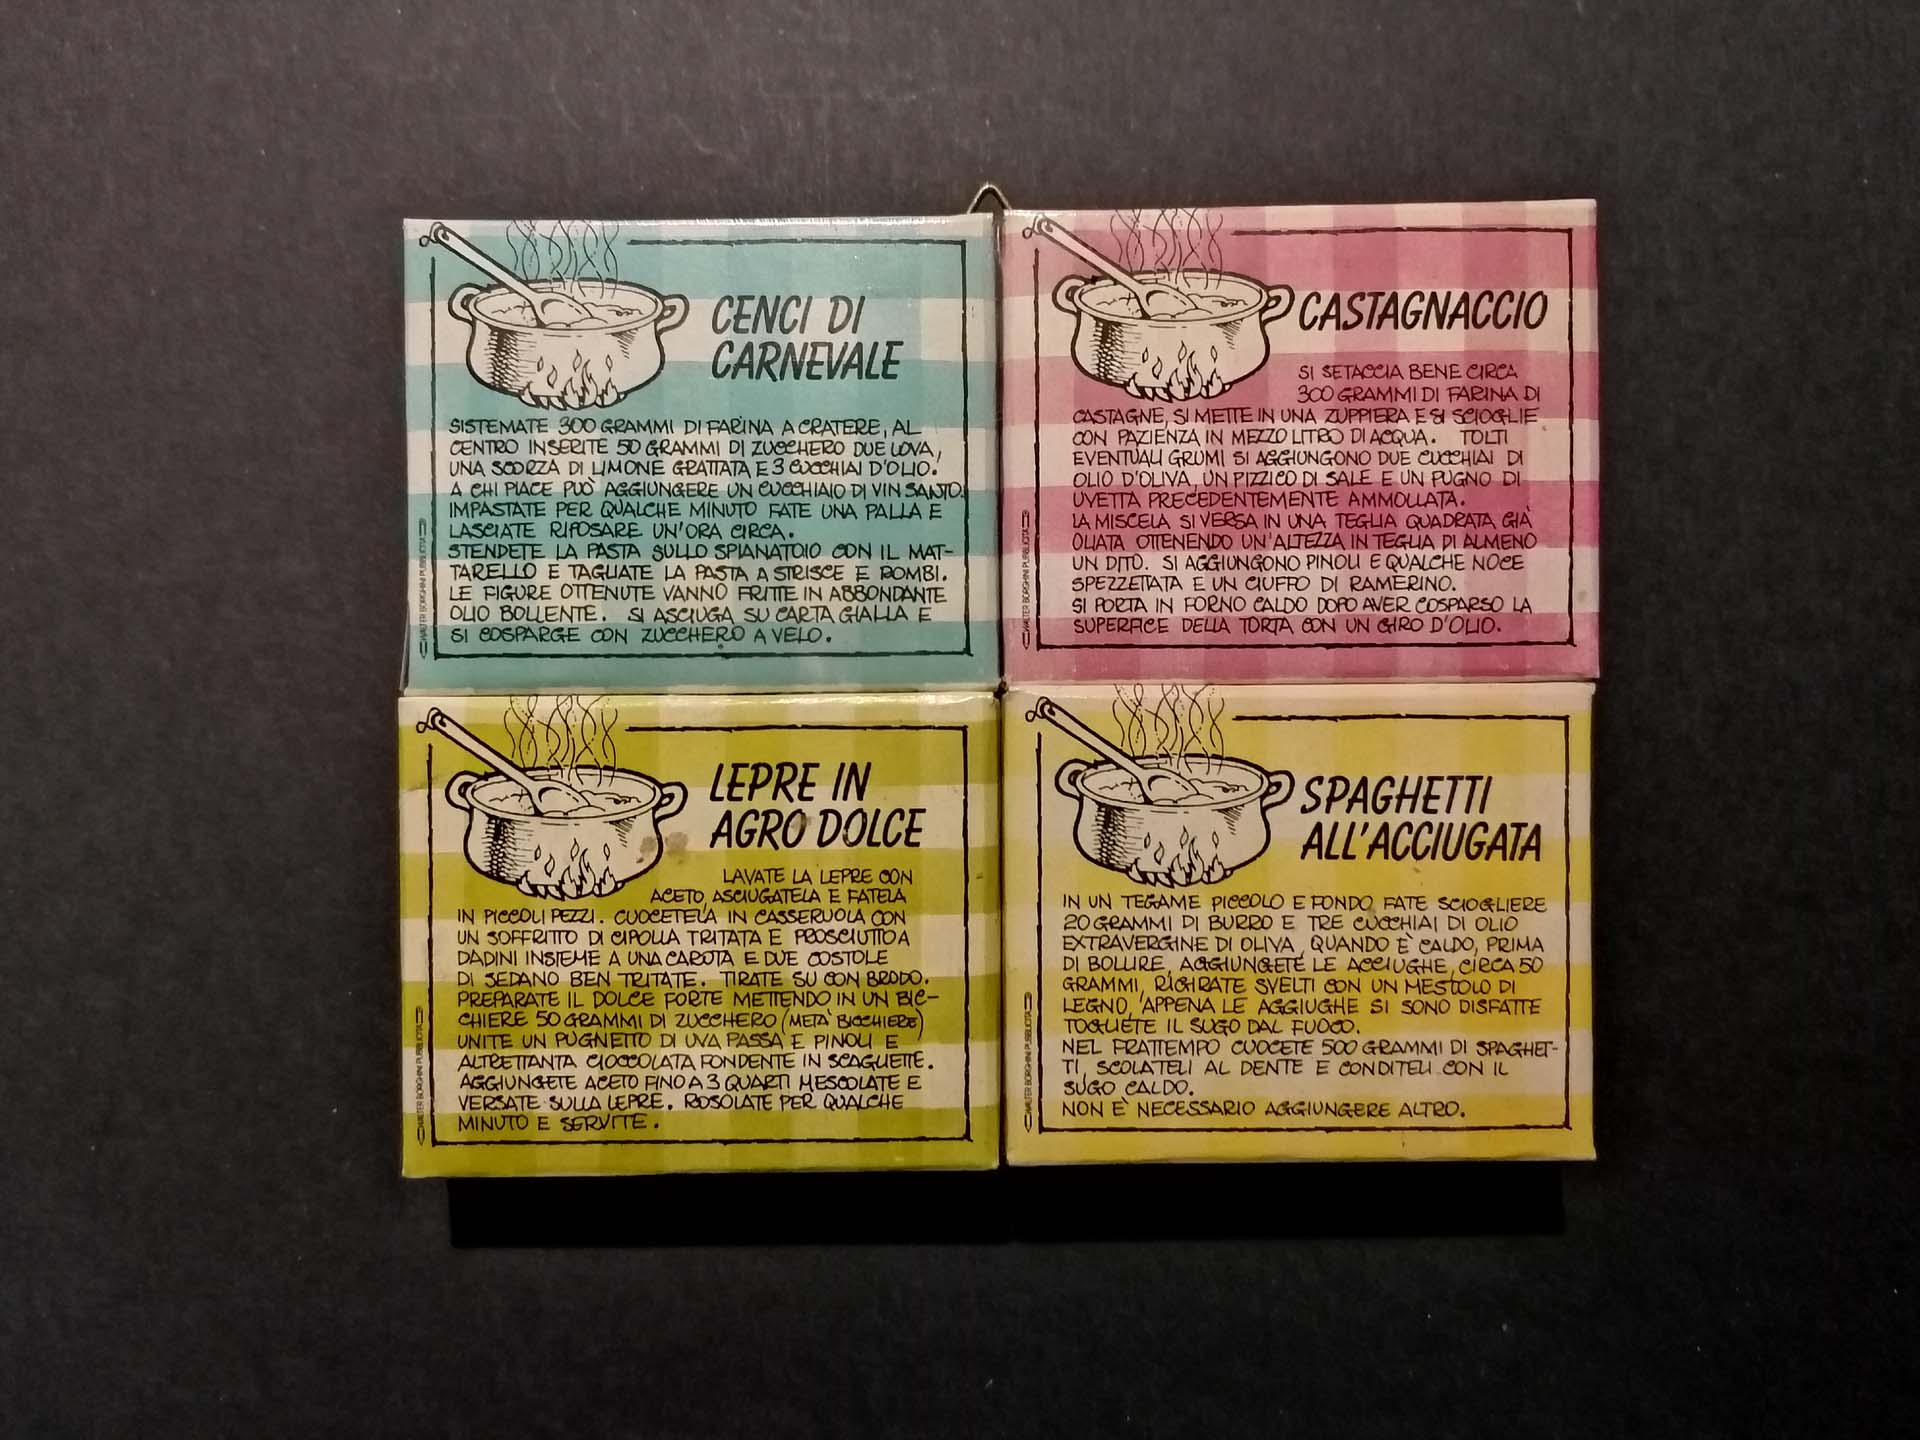 CENCI DI
CARNEVALE
SISTEMATE 300 GRAMMI DI FARINA A CRATERE, AL
CENTRO INSERITE 50 GRAMMI DI ZUCCHERO DUE UOVA,
UNA SCORZA DI LIMONE GRATTATA E 3 CUCCHIAI D'OLIO.
A CHI PIACE PUÒ AGGIUNGERE UN CUCCHIAIO DI VIN SANTO.
IMPASTATE PER QUALCHE MINUTO FATE UNA PALLA E
LASCIATE RIPOSARE UN'ORA CIRCA.
STENDETE LA PASTA SULLO SPIANATOIO CON IL MAT-
TARELLO E TAGLIATE LA PASTA A STRISCE E ROMBI.
LE FIGURE OTTENUTE VANNO FRITTE IN ABBONDANTE
OLIO BOLLENTE. SI ASCIUGA SU CARTA GIALLA E
SI COSPARGE CON ZUCCHERO A VELO.
WALTER BORGHINI PUBBLICITA
CASTAGNACCIO
SI SETACCIA BENE CIRCA
300 GRAMMI DI FARINA DI
CASTAGNE, SI METTE IN UNA ZUPPIERA E SI SCIOGLIE
CON PAZIENZA IN MEZZO LITRO DI ACQUA. TOLTI
EVENTUALI GRUMI SI AGGIUNGONO DUE CUCCHIAI DI
OLIO D'OLIVA, UN PIZZICO DI SALE E UN PUGNO DI
UVETTA PRECEDENTEMENTE AMMOLLATA.
LA MISCELA SI VERSA IN UNA TEGLIA QUADRATA GIÀ
OLIATA OTTENENDO UN'ALTEZZA IN TEGLIA DI ALMENO
UN DITO. SI AGGIUNGONO PINOLI E QUALCHE NOCE
SPEZZETTATA E UN CIUFFO DI RAMERINO.
SI PORTA IN FORNO CALDO DOPO AVER COSPARSO LA
SUPERFICE DELLA TORTA CON UN GIRO D'OLIO.
WALTER BORGHINI PUBBLICITA
LEPRE IN
AGRO DOLCE
LAVATE LA LEPRE CON
ACETO, ASCIUGATELA E FATELA
IN PICCOLI PEZZI. CUOCETELA IN CASSERUOLA CON
UN SOFFRITTO DI CIPOLLA TRITATA E PROSCIUTTO A
DADINI INSIEME A UNA CAROTA E DUE COSTOLE
DI SEDANO BEN TRITATE. TIRATE SU CON BRODO.
PREPARATE IL DOLCE FORTE METTENDO IN UN BIC-
CHIERE 50 GRAMMI DI ZUCCHERO (METÀ BICCHIERE)
UNITE UN PUGNETTO DI UVA PASSA E PINOLI E
ALTRETTANTA CIOCCOLATA FONDENTE IN SCAGLIETTE.
AGGIUNGETE ACETO FINO A 3 QUARTI MESCOLATE E
VERSATE SULLA LEPRE. ROSOLATE PER QUALCHE
MINUTO E SERVITE.
WALTER BORGHINI PUBBLICITA
SPAGHETTI
ALL'ACCIUGATA
IN UN TEGAME PICCOLO E FONDO FATE SCIOGLIERE
20 GRAMMI DI BURRO E TRE CUCCHIAI DI OLIO
EXTRAVERGINE DI OLIVA, QUANDO È CALDO, PRIMA
DI BOLLIRE, AGGIUNGETE LE ACCIUGHE, CIRCA 50
GRAMMI, RIGIRATE SVELTI CON UN MESTOLO DI
LEGNO, APPENA LE AGGIUGHE SI SONO DISFATTE
TOGLIETE IL SUGO DAL FUOCO.
NEL FRATTEMPO CUOCETE 500 GRAMMI DI SPAGHET-
TI, SCOLATELI AL DENTE E CONDITELI CON IL
SUGO CALDO.
NON È NECESSARIO AGGIUNGERE ALTRO.
WALTER BORGHINI PUBBLICITA